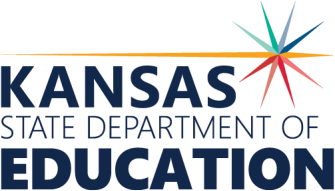 KANSAS
STATE DEPARTMENT OF
EDUCATION